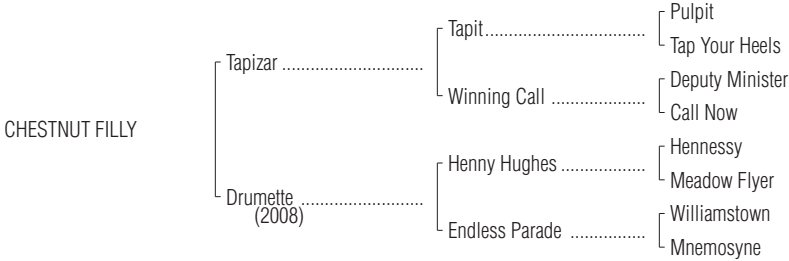 Pulpit
Tapit................................
Tap Your Heels
Tapizar ............................
Deputy Minister
Winning Call ...................
Call Now
CHESTNUT FILLY
Hennessy
Henny Hughes .................
Meadow Flyer
Drumette ........................
(2008)
Williamstown
Endless Parade ...............
Mnemosyne